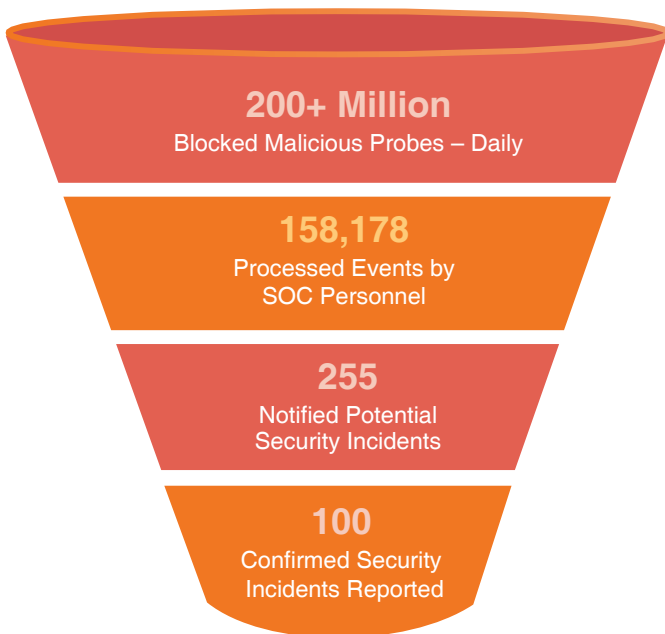 200+ Million
Blocked Malicious Probes – Daily
158,178
Processed Events by
SOC Personnel
255
Notified Potential
Security Incidents
100
Confirmed Security
Incidents Reported